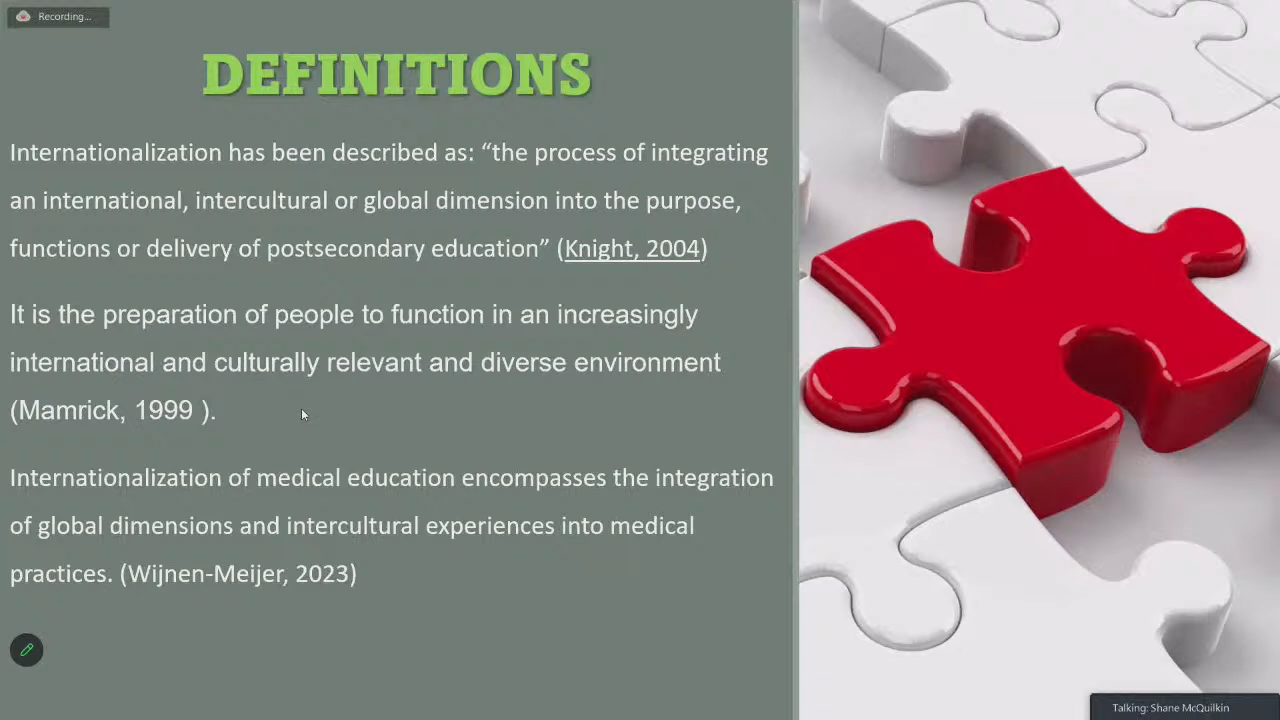 Recording...
DEFINITIONS
Internationalization has been described as: “the process of integrating
an international, intercultural or global dimension into the purpose,
functions or delivery of postsecondary education” (Knight, 2004)
It is the preparation of people to function in an increasingly
international and culturally relevant and diverse environment
(Mamrick, 1999 ).
Internationalization of medical education encompasses the integration
of global dimensions and intercultural experiences into medical
practices. (Wijnen-Meijer, 2023)
Talking: Shane McQuilkin